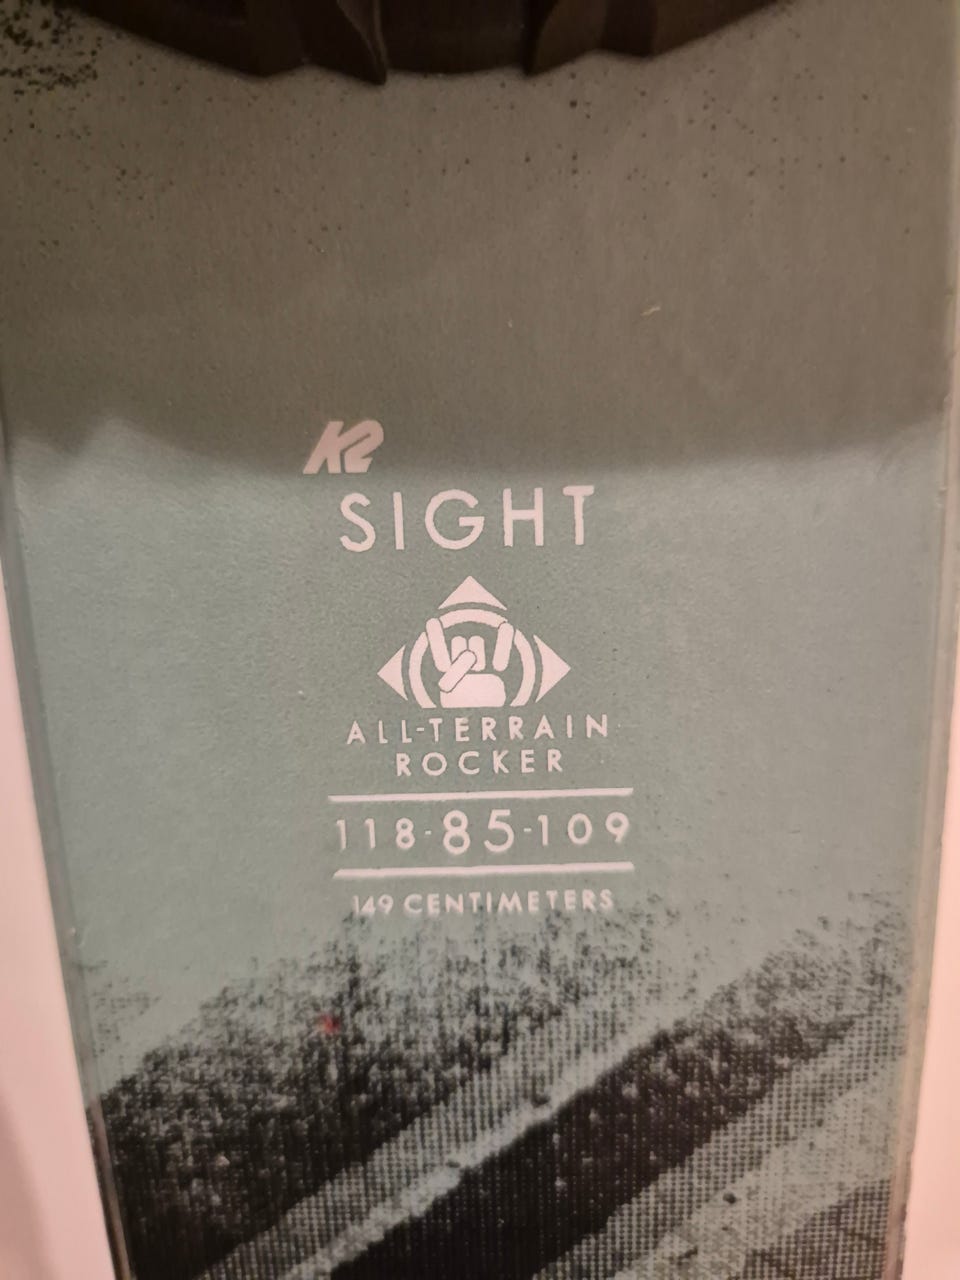 K2
SIGHT
ALL-TERRAIN
ROCKER
118-85-109
149 CENTIMETERS